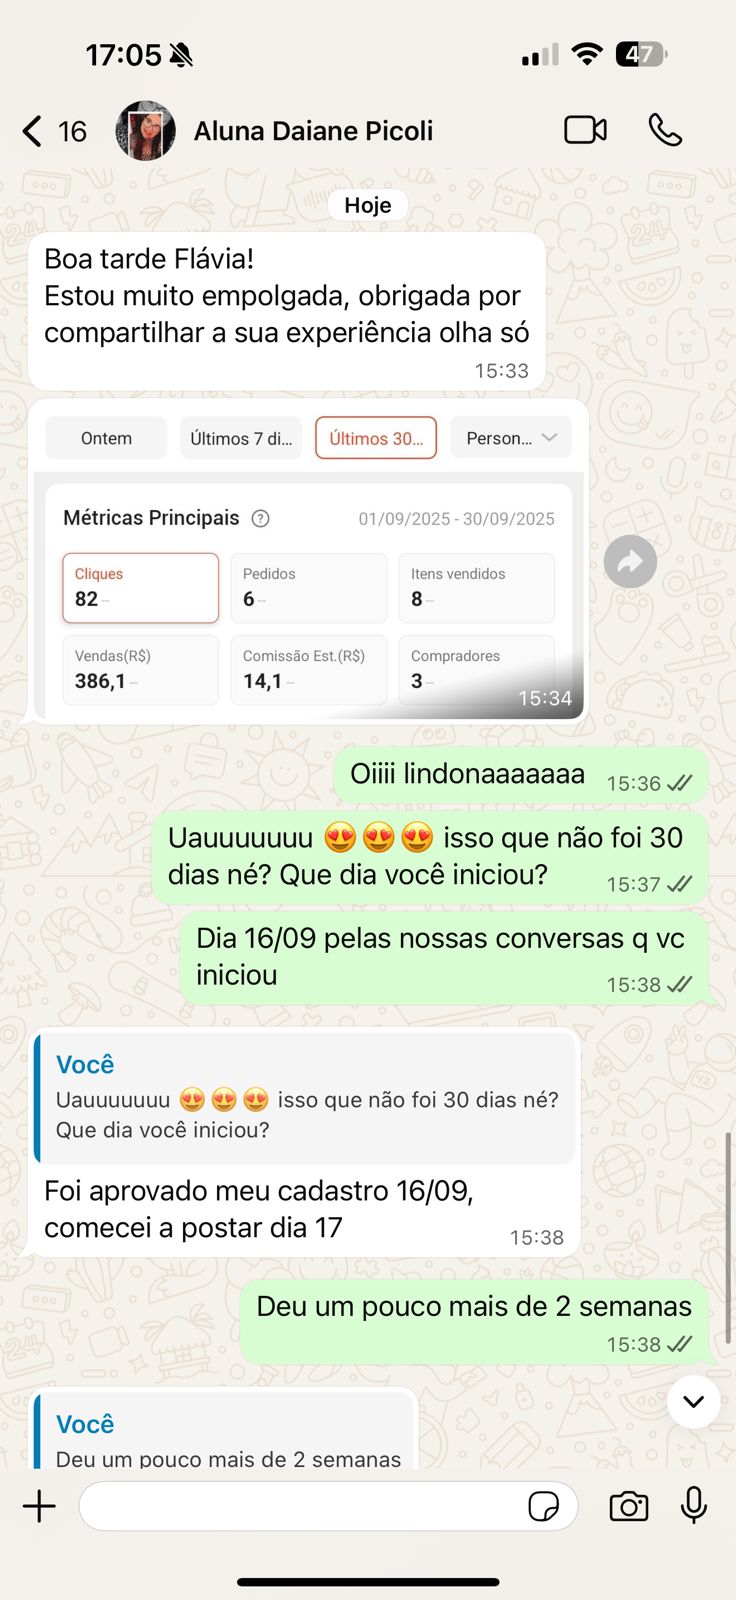 17:05
47
16
Aluna Daiane Picoli
Hoje
Boa tarde Flávia!
Estou muito empolgada, obrigada por
compartilhar a sua experiência olha só
15:33
Ontem
Últimos 7 di...
Últimos 30...
Person...
Métricas Principais ?
01/09/2025 - 30/09/2025
Cliques
82 --
Pedidos
6 --
Itens vendidos
8 --
Vendas(R$)
386,1 --
Comissão Est.(R$)
14,1 --
Compradores
3 --
15:34
Oiiii lindonaaaaaaa
15:36
Uauuuuuuu 😍😍😍 isso que não foi 30
dias né? Que dia você iniciou?
15:37
Dia 16/09 pelas nossas conversas q vc
iniciou
15:38
Você
Uauuuuuuu 😍😍😍 isso que não foi 30 dias né?
Que dia você iniciou?
Foi aprovado meu cadastro 16/09,
comecei a postar dia 17
15:38
Deu um pouco mais de 2 semanas
15:38
Você
Deu um pouco mais de 2 semanas